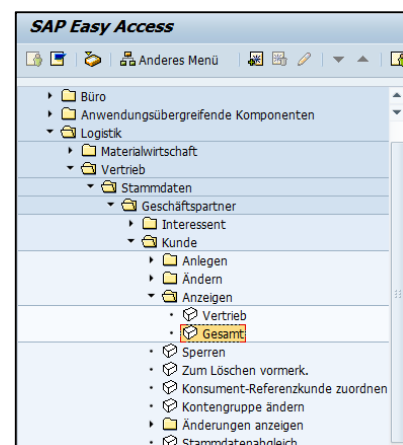 SAP Easy Access
Anderes Menü
Büro
Anwendungsübergreifende Komponenten
Logistik
Materialwirtschaft
Vertrieb
Stammdaten
Geschäftspartner
Interessent
Kunde
Anlegen
Ändern
Anzeigen
Vertrieb
Gesamt
Sperren
Zum Löschen vormerk.
Konsument-Referenzkunde zuordnen
Kontengruppe ändern
Änderungen anzeigen
Stammdatenabgleich